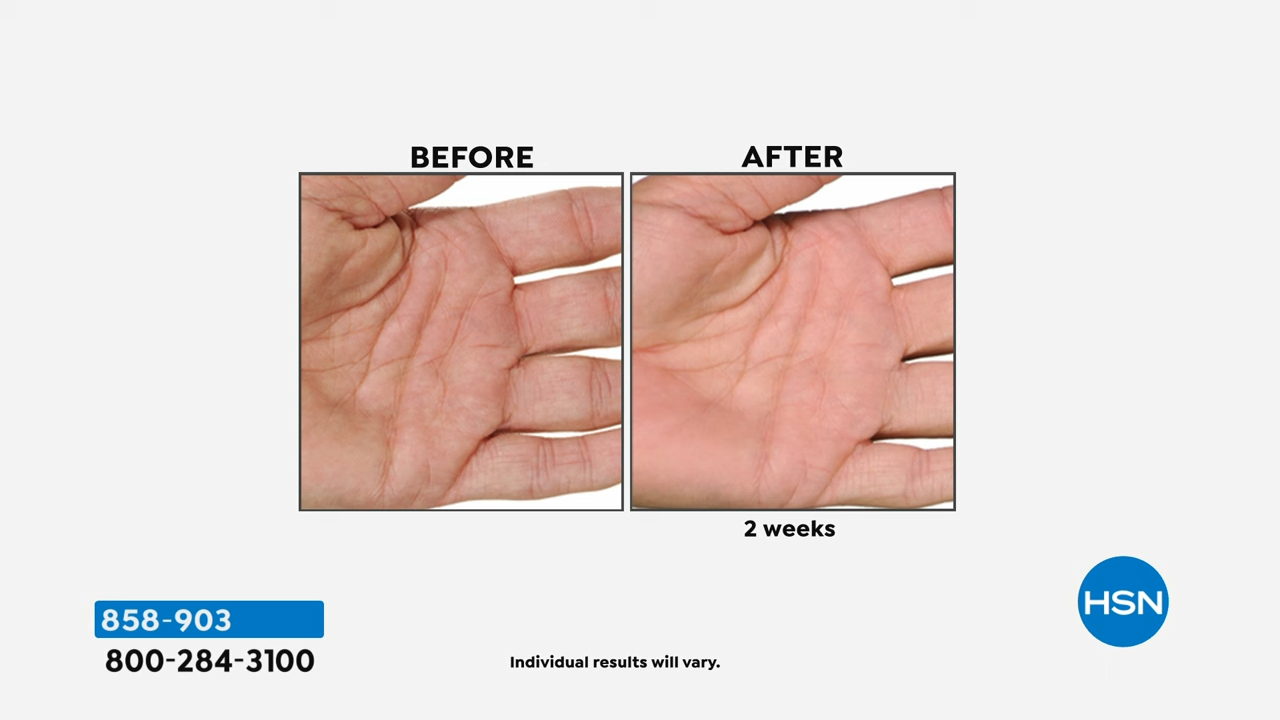 BEFORE
AFTER
2 weeks
858-903
800-284-3100
Individual results will vary.
HSN